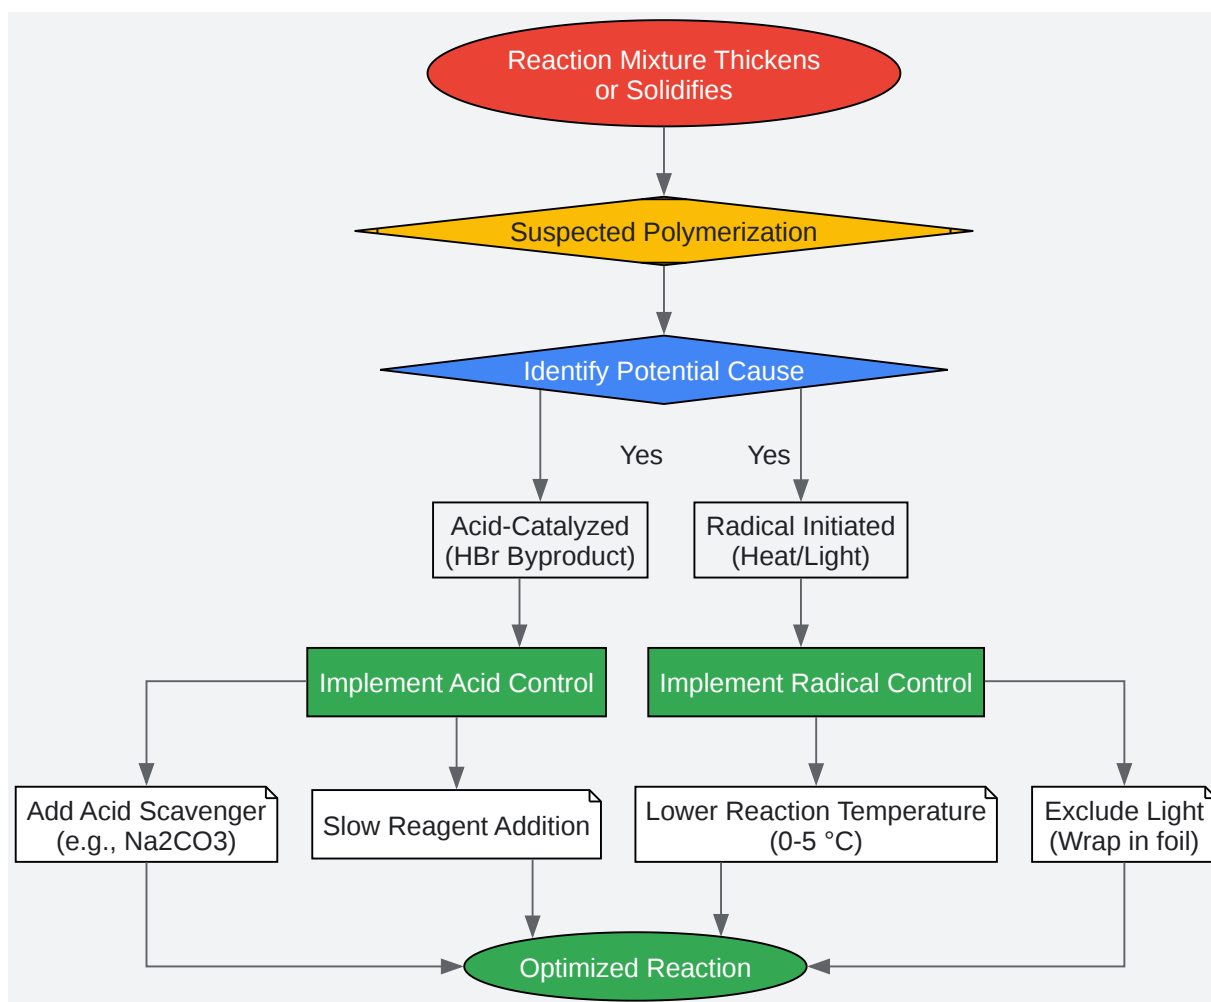 Reaction Mixture Thickens
or Solidifies
Suspected Polymerization
Identify Potential Cause
Yes
Yes
Acid-Catalyzed
(HBr Byproduct)
Radical Initiated
(Heat/Light)
Implement Acid Control
Implement Radical Control
Add Acid Scavenger
(e.g., Na2CO3)
Slow Reagent Addition
Lower Reaction Temperature
(0-5 °C)
Exclude Light
(Wrap in foil)
Optimized Reaction